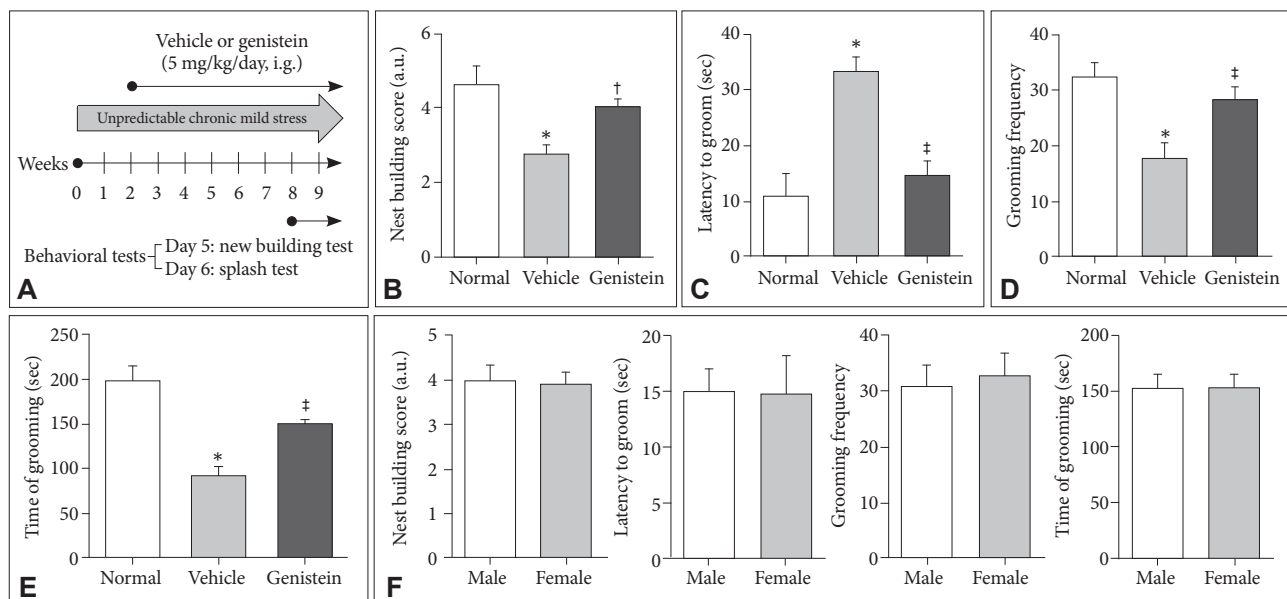 Vehicle or genistein
(5 mg/kg/day, i.g.)
Unpredictable chronic mild stress
Weeks
0 1 2 3 4 5 6 7 8 9
Behavioral tests
Day 5: new building test
Day 6: splash test
A
Nest building score (a.u.)
6
4
2
0
*
†
Normal Vehicle Genistein
B
Latency to groom (sec)
40
30
20
10
0
*
‡
Normal Vehicle Genistein
C
Grooming frequency
40
30
20
10
0
*
‡
Normal Vehicle Genistein
D
Time of grooming (sec)
250
200
150
100
50
0
*
‡
Normal Vehicle Genistein
E
Nest building score (a.u.)
5
4
3
2
1
0
Male Female
Latency to groom (sec)
20
15
10
5
0
Male Female
Grooming frequency
40
30
20
10
0
Male Female
Time of grooming (sec)
200
150
100
50
0
Male Female
F